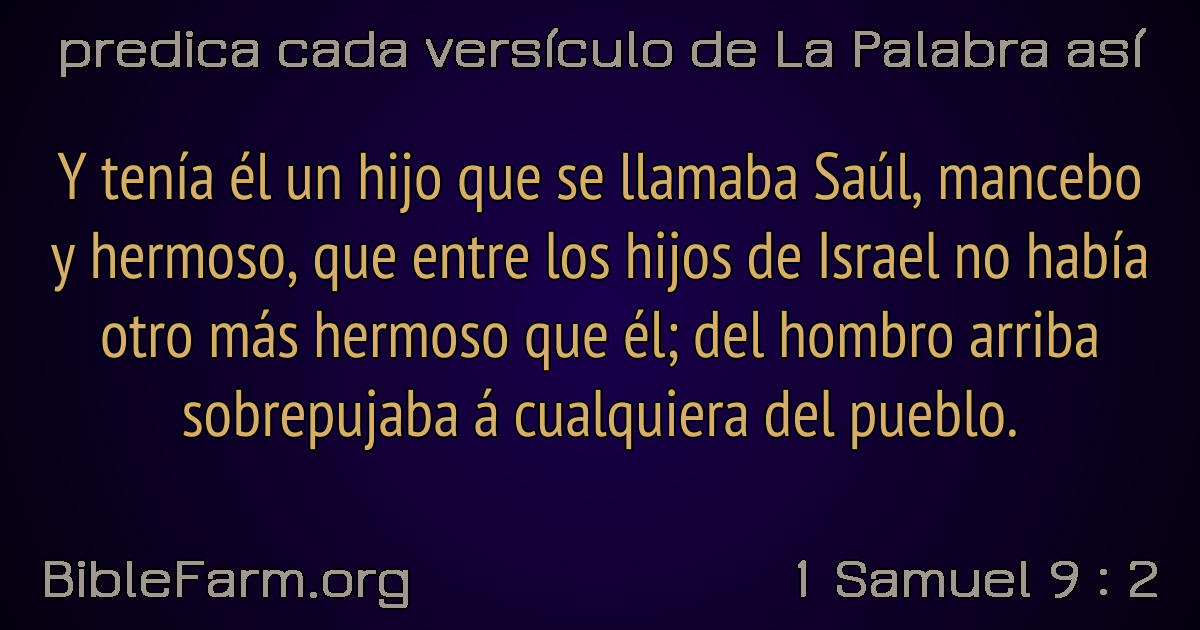 predica cada versículo de La Palabra así
Y tenía él un hijo que se llamaba Saúl, mancebo
y hermoso, que entre los hijos de Israel no había
otro más hermoso que él; del hombro arriba
sobrepujaba á cualquiera del pueblo.
BibleFarm.org
1 Samuel 9 : 2